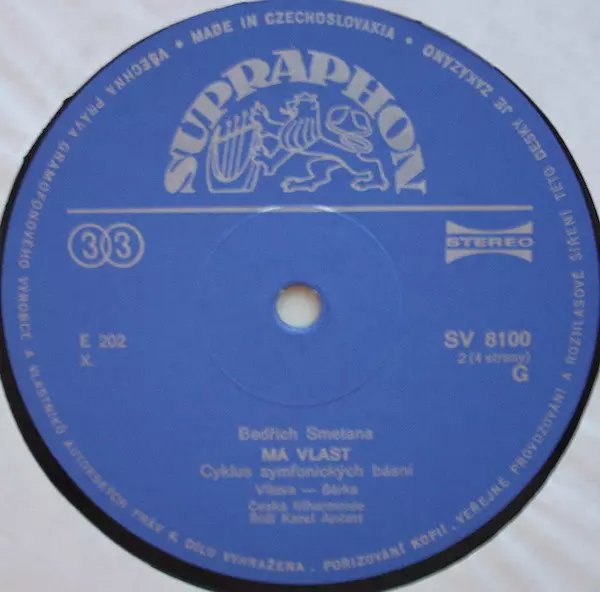 VŠECHNA PRÁVA GRAMOFONOVÉHO VÝROBCE A VLASTNÍKŮ AUTORSKÝCH PRÁV K DÍLU VYHRAŽENA. POŘIZOVÁNÍ KOPIÍ, VEŘEJNÉ PROVOZOVÁNÍ A ROZHLASOVÉ ŠÍŘENÍ TÉTO DESKY JE ZAKÁZÁNO
• MADE IN CZECHOSLOVAKIA •
SUPRAPHON
33
STEREO
E 202
X.
SV 8100
2 (4 strany)
G
Bedřich Smetana
MÁ VLAST
Cyklus symfonických básní
Vltava — Šárka
Česká filharmonie
Řídí Karel Ančerl